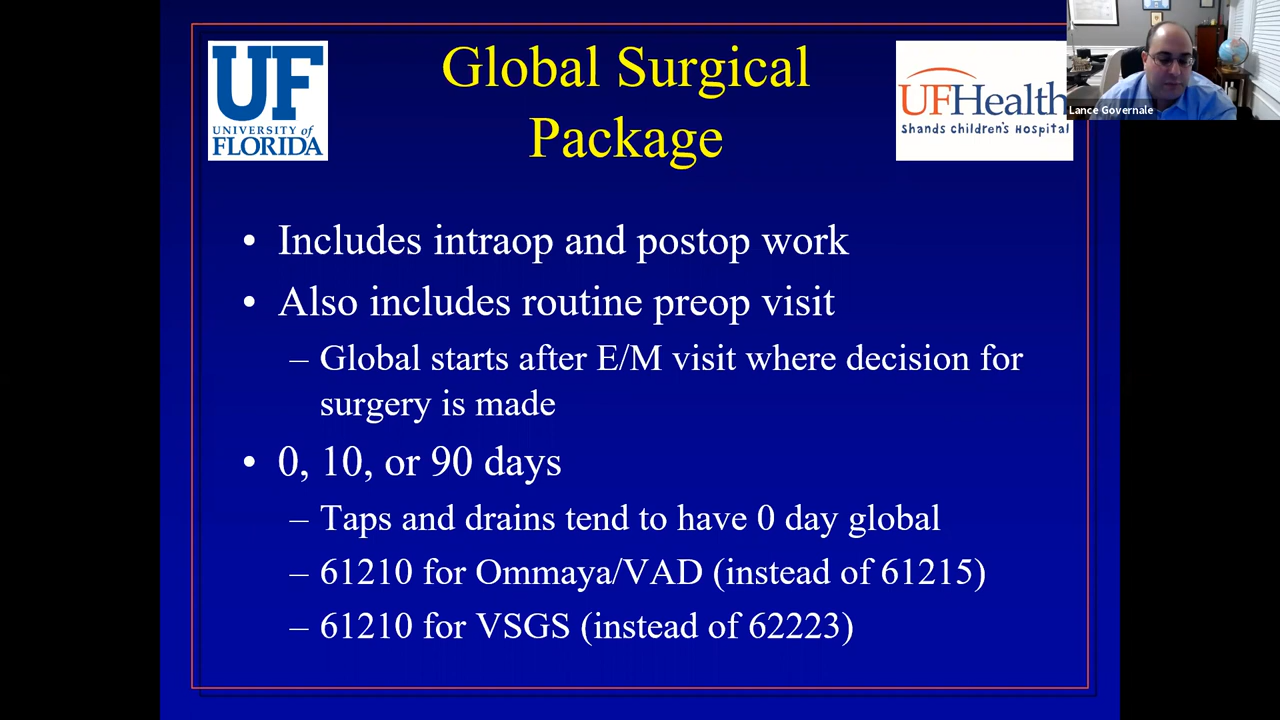 UF
UNIVERSITY of
FLORIDA
Global Surgical
Package
UFHealth
Shands Children's Hospital
Lance Governale
• Includes intraop and postop work
• Also includes routine preop visit
– Global starts after E/M visit where decision for
surgery is made
• 0, 10, or 90 days
– Taps and drains tend to have 0 day global
– 61210 for Ommaya/VAD (instead of 61215)
– 61210 for VSGS (instead of 62223)